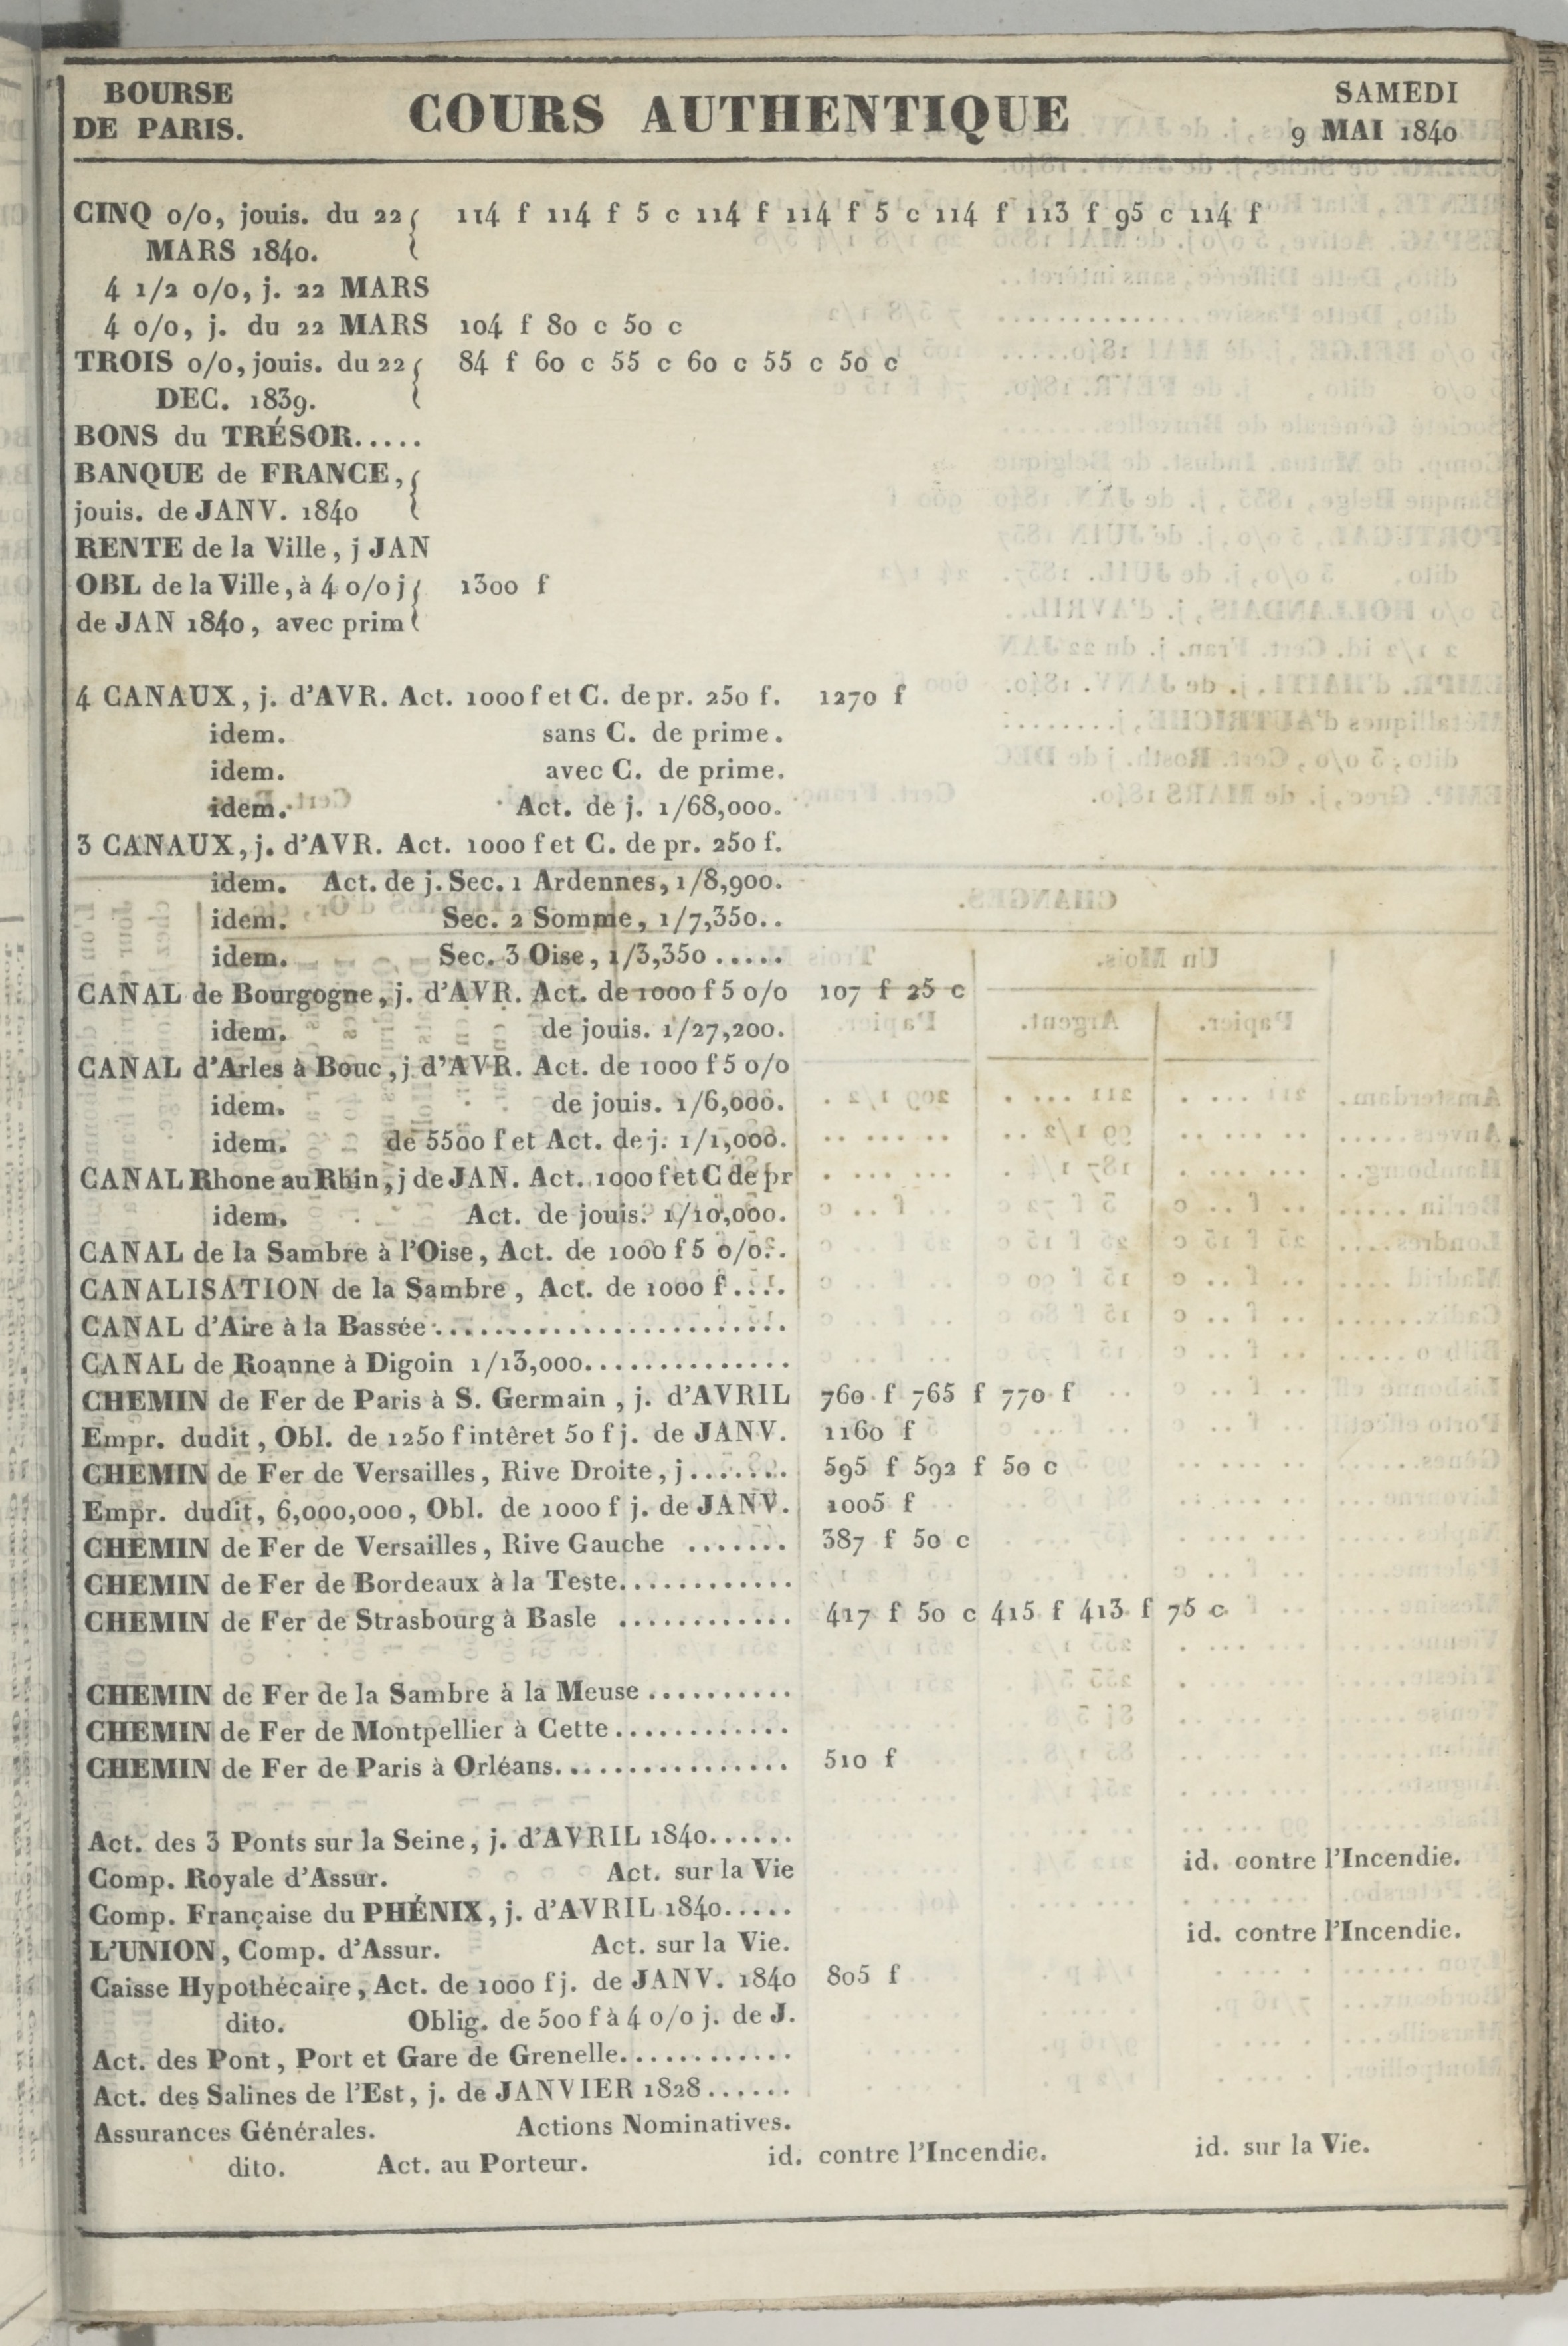 BOURSE
DE PARIS.
COURS AUTHENTIQUE
SAMEDI
9 MAI 1840
CINQ o/o, jouis. du 22 { 114 f 114 f 5 c 114 f 114 f 5 c 114 f 113 f 95 c 114 f
MARS 1840.
4 1/2 o/o, j. 22 MARS
4 o/o, j. du 22 MARS 104 f 80 c 50 c
TROIS o/o, jouis. du 22 { 84 f 60 c 55 c 60 c 55 c 50 c
DEC. 1839.
BONS du TRÉSOR.....
BANQUE de FRANCE, {
jouis. de JANV. 1840
RENTE de la Ville, j JAN
OBL de la Ville, à 4 o/o j { 1300 f
de JAN 1840, avec prim
4 CANAUX, j. d'AVR. Act. 1000 f et C. de pr. 250 f. 1270 f
idem. sans C. de prime.
idem. avec C. de prime.
idem. Act. de j. 1/68,000.
3 CANAUX, j. d'AVR. Act. 1000 f et C. de pr. 250 f.
idem. Act. de j. Sec. 1 Ardennes, 1/8,900.
idem. Sec. 2 Somme, 1/7,350..
idem. Sec. 3 Oise, 1/3,350.....
CANAL de Bourgogne, j. d'AVR. Act. de 1000 f 5 o/o 107 f 25 c
idem. de jouis. 1/27,200.
CANAL d'Arles à Bouc, j d'AVR. Act. de 1000 f 5 o/o
idem. de jouis. 1/6,000.
idem. de 5500 f et Act. de j. 1/1,000.
CANAL Rhone au Rhin, j de JAN. Act. 1000 f et C de pr
idem. Act. de jouis. 1/10,000.
CANAL de la Sambre à l'Oise, Act. de 1000 f 5 o/o..
CANALISATION de la Sambre, Act. de 1000 f....
CANAL d'Aire à la Bassée........................
CANAL de Roanne à Digoin 1/13,000..............
CHEMIN de Fer de Paris à S. Germain, j. d'AVRIL 760 f 765 f 770 f
Empr. dudit, Obl. de 1250 f intêret 50 f j. de JANV. 1160 f
CHEMIN de Fer de Versailles, Rive Droite, j....... 595 f 592 f 50 c
Empr. dudit, 6,000,000, Obl. de 1000 f j. de JANV. 1005 f
CHEMIN de Fer de Versailles, Rive Gauche ....... 387 f 50 c
CHEMIN de Fer de Bordeaux à la Teste............
CHEMIN de Fer de Strasbourg à Basle ............ 417 f 50 c 415 f 413 f 75 c
CHEMIN de Fer de la Sambre à la Meuse ..........
CHEMIN de Fer de Montpellier à Cette............
CHEMIN de Fer de Paris à Orléans................ 510 f
Act. des 3 Ponts sur la Seine, j. d'AVRIL 1840......
Comp. Royale d'Assur. Act. sur la Vie id. contre l'Incendie.
Comp. Française du PHÉNIX, j. d'AVRIL 1840.....
L'UNION, Comp. d'Assur. Act. sur la Vie. id. contre l'Incendie.
Caisse Hypothécaire, Act. de 1000 f j. de JANV. 1840 805 f
dito. Oblig. de 500 f à 4 o/o j. de J.
Act. des Pont, Port et Gare de Grenelle............
Act. des Salines de l'Est, j. de JANVIER 1828......
Assurances Générales. Actions Nominatives.
dito. Act. au Porteur. id. contre l'Incendie. id. sur la Vie.